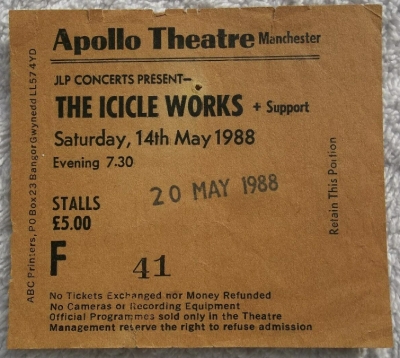 Apollo Theatre Manchester
JLP CONCERTS PRESENT–
THE ICICLE WORKS + Support
Saturday, 14th May 1988
Evening 7.30
20 MAY 1988
STALLS
£5.00
F 41
No Tickets Exchanged nor Money Refunded
No Cameras or Recording Equipment
Official Programmes sold only in the Theatre
Management reserve the right to refuse admission
Retain This Portion
ABC Printers, PO Box 23 Bangor Gwynedd LL57 4YD